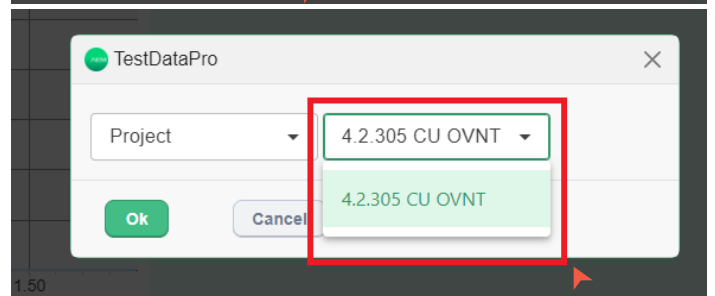 TestDataPro
Project
4.2.305 CU OVNT
4.2.305 CU OVNT
Ok
Cancel
1.50